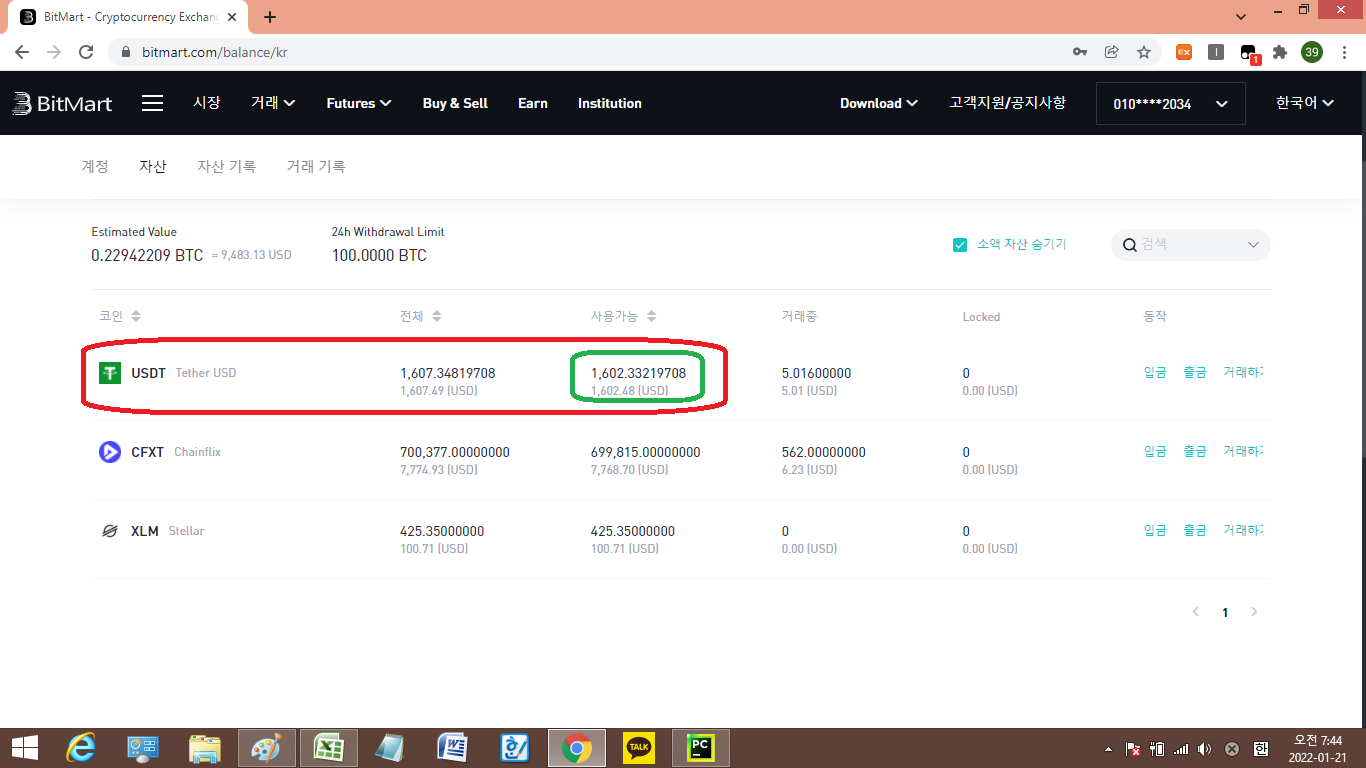 BitMart - Cryptocurrency Exchan
bitmart.com/balance/kr
1
39
BitMart 시장 거래 Futures Buy & Sell Earn Institution Download 고객지원/공지사항 010****2034 한국어
계정 자산 자산 기록 거래 기록
Estimated Value 24h Withdrawal Limit
0.22942209 BTC = 9,483.13 USD 100.0000 BTC
소액 자산 숨기기 검색
코인 전체 사용가능 거래중 Locked 동작
USDT Tether USD 1,607.34819708 1,602.33219708 5.01600000 0 입금 출금 거래하기
1,607.49 (USD) 1,602.48 (USD) 5.01 (USD) 0.00 (USD)
CFXT Chainflix 700,377.00000000 699,815.00000000 562.00000000 0 입금 출금 거래하기
7,774.93 (USD) 7,768.70 (USD) 6.23 (USD) 0.00 (USD)
XLM Stellar 425.35000000 425.35000000 0 0 입금 출금 거래하기
100.71 (USD) 100.71 (USD) 0.00 (USD) 0.00 (USD)
1
TALK PC 한 오전 7:44
2022-01-21